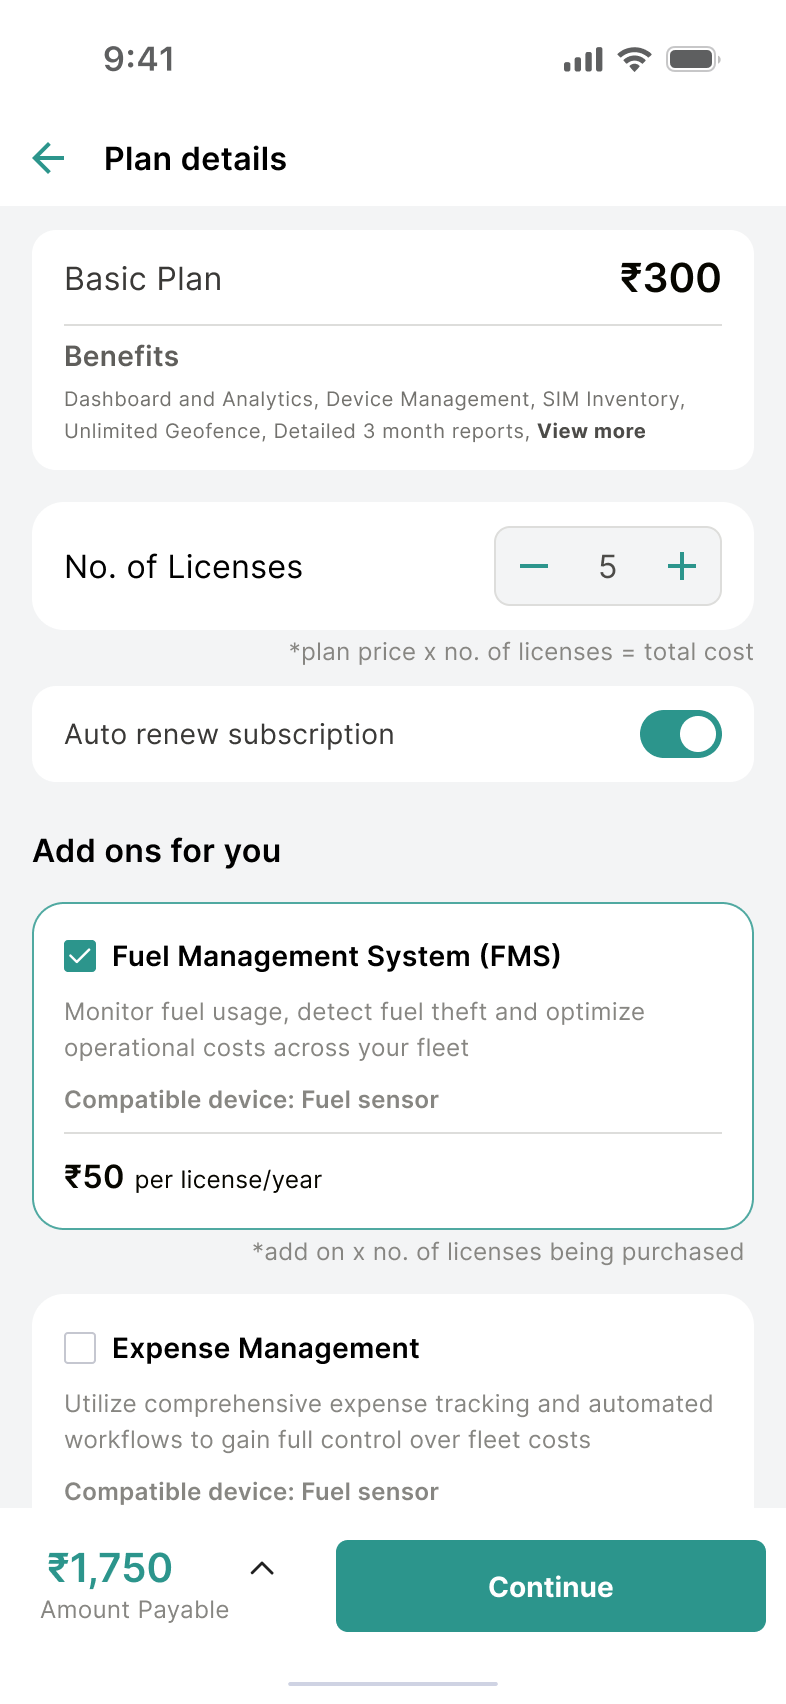 9:41
Plan details
Basic Plan
₹300
Benefits
Dashboard and Analytics, Device Management, SIM Inventory,
Unlimited Geofence, Detailed 3 month reports, View more
No. of Licenses
5
*plan price x no. of licenses = total cost
Auto renew subscription
Add ons for you
Fuel Management System (FMS)
Monitor fuel usage, detect fuel theft and optimize
operational costs across your fleet
Compatible device: Fuel sensor
₹50 per license/year
*add on x no. of licenses being purchased
Expense Management
Utilize comprehensive expense tracking and automated
workflows to gain full control over fleet costs
Compatible device: Fuel sensor
₹1,750
Amount Payable
Continue